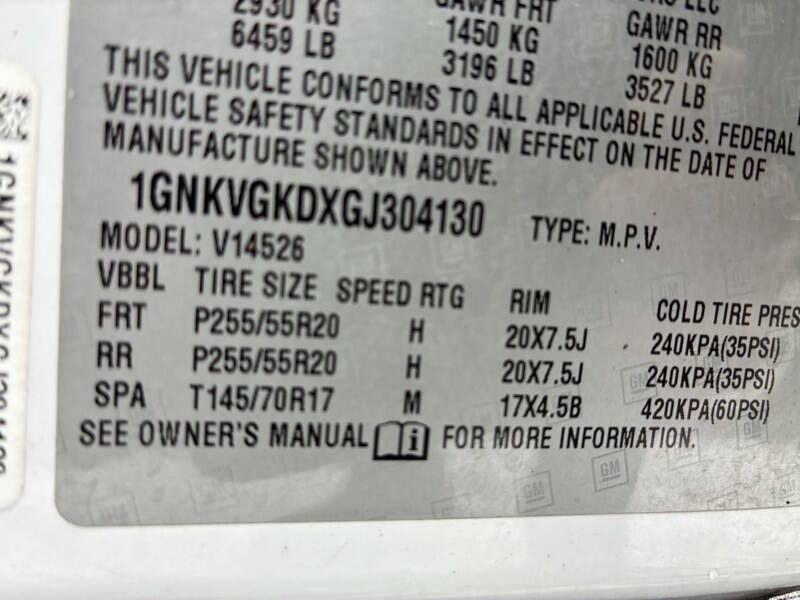 2930 KG GAWR FRT
6459 LB 1450 KG GAWR RR
3196 LB 1600 KG
3527 LB
THIS VEHICLE CONFORMS TO ALL APPLICABLE U.S. FEDERAL
VEHICLE SAFETY STANDARDS IN EFFECT ON THE DATE OF
MANUFACTURE SHOWN ABOVE.
1GNKVGKDXGJ304130 TYPE: M.P.V.
MODEL: V14526
VBBL TIRE SIZE SPEED RTG RIM COLD TIRE PRES
FRT P255/55R20 H 20X7.5J 240KPA(35PSI)
RR P255/55R20 H 20X7.5J 240KPA(35PSI)
SPA T145/70R17 M 17X4.5B 420KPA(60PSI)
SEE OWNER'S MANUAL i FOR MORE INFORMATION.
GM